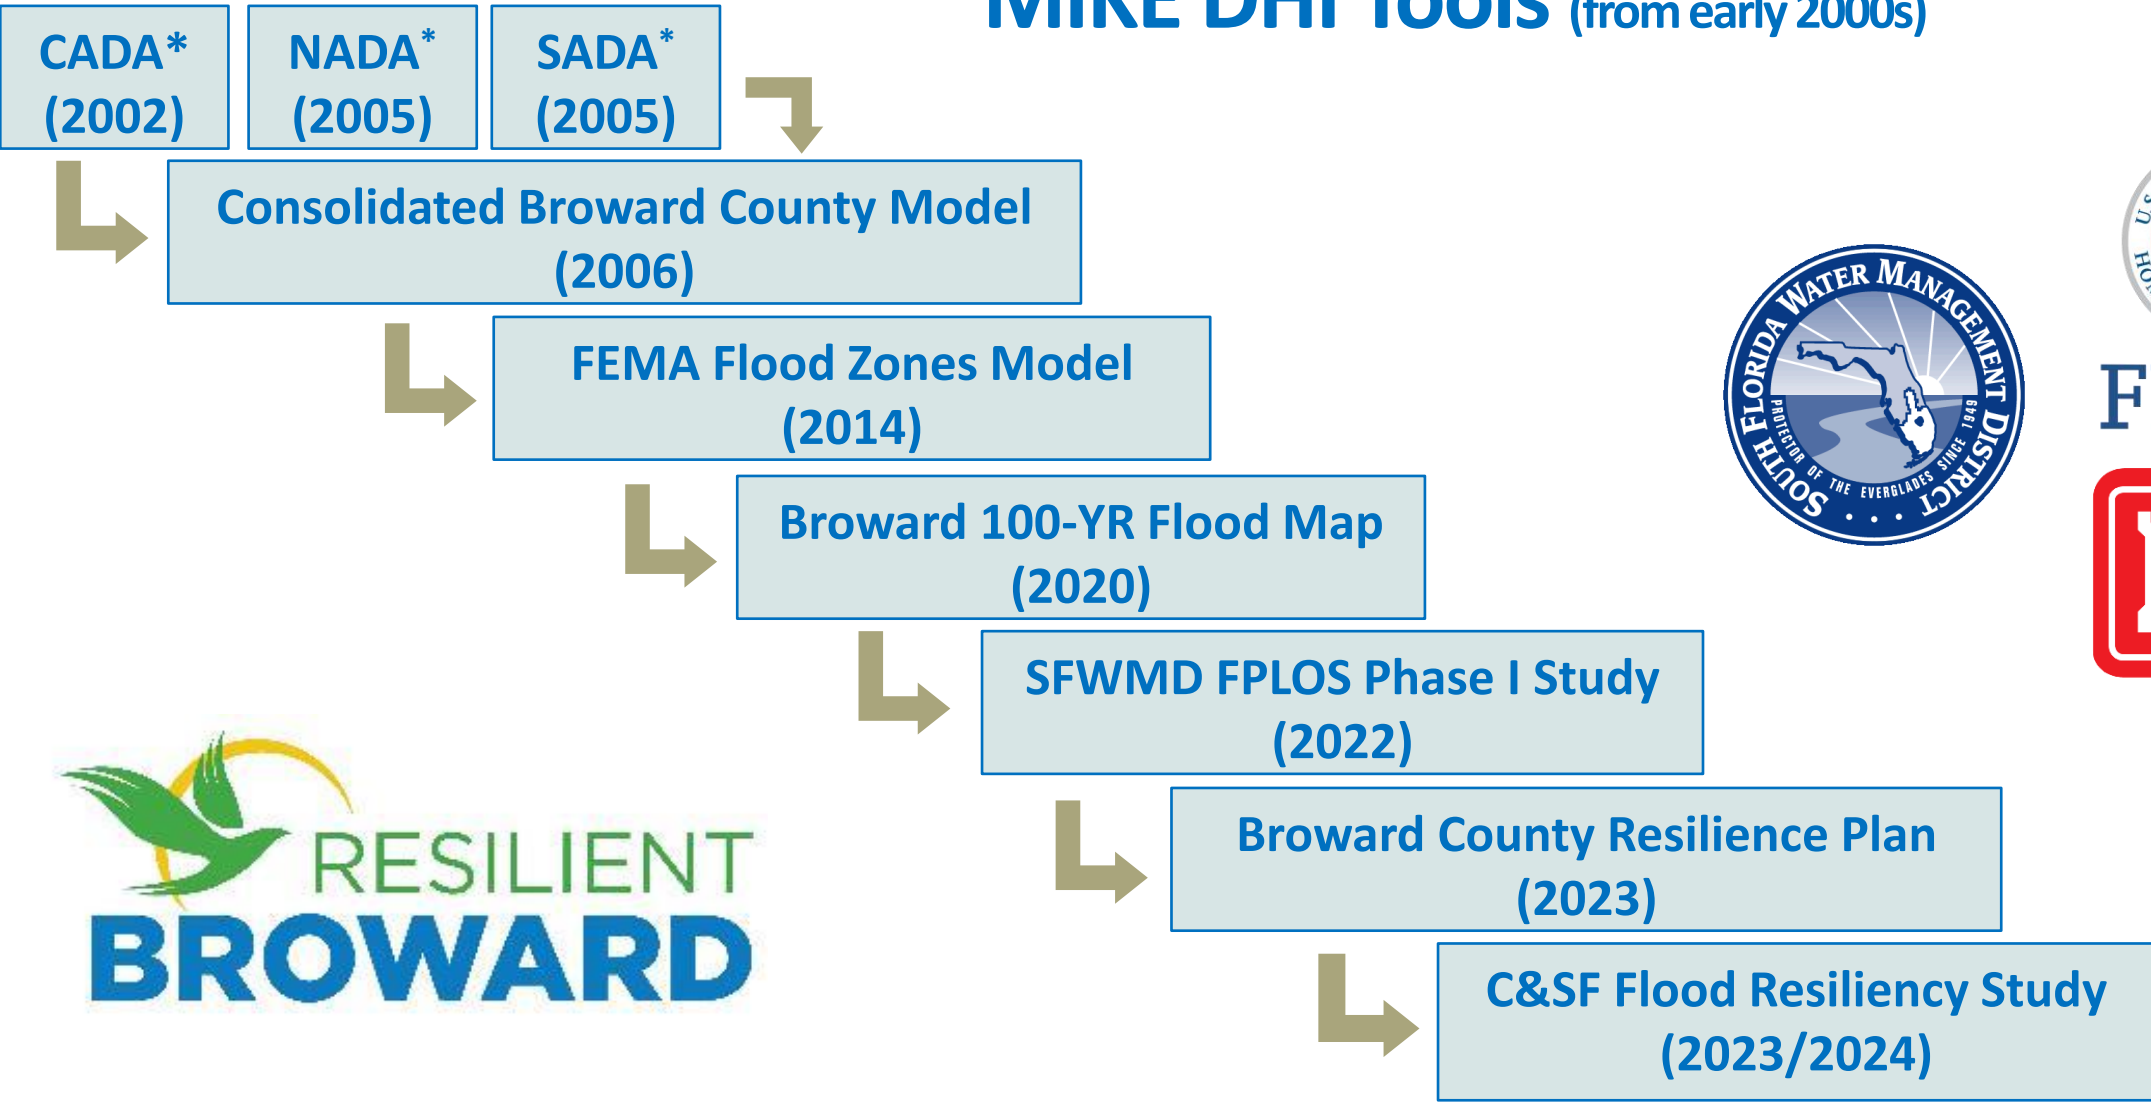 MIKE DHI Tools (from early 2000s)
CADA*
(2002)
NADA*
(2005)
SADA*
(2005)
Consolidated Broward County Model
(2006)
FEMA Flood Zones Model
(2014)
Broward 100-YR Flood Map
(2020)
SFWMD FPLOS Phase I Study
(2022)
Broward County Resilience Plan
(2023)
C&SF Flood Resiliency Study
(2023/2024)
SOUTH FLORIDA WATER MANAGEMENT DISTRICT
PROTECTOR OF THE EVERGLADES SINCE 1949
RESILIENT
BROWARD